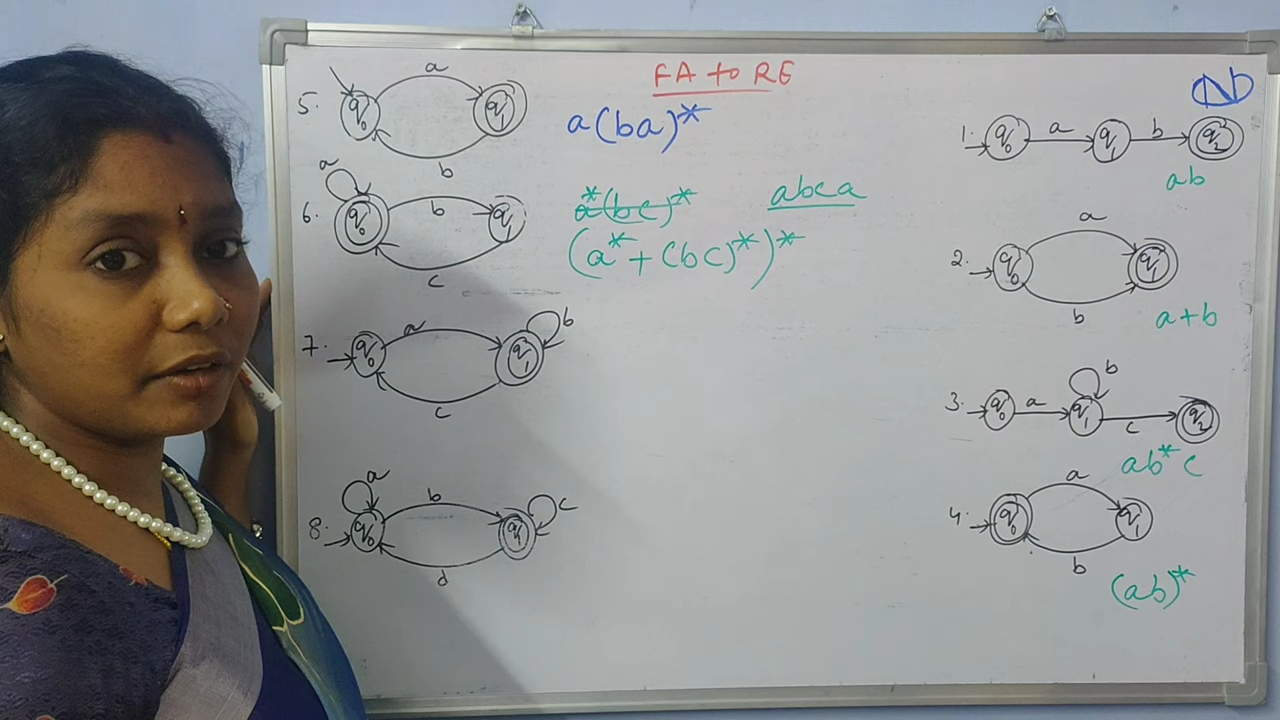 FA to RE
5.
a
q0
q1
b
a(ba)*
6.
a
q0
b
q1
c
a*(bc)*
abca
(a* + (bc)*)*
7.
q0
a
q1
b
c
8.
a
q0
b
q1
c
d
1.
q0
a
q1
b
q2
ab
2.
a
q0
q1
b
a+b
3.
q0
a
q1
b
c
q2
ab*c
4.
a
q0
q1
b
(ab)*